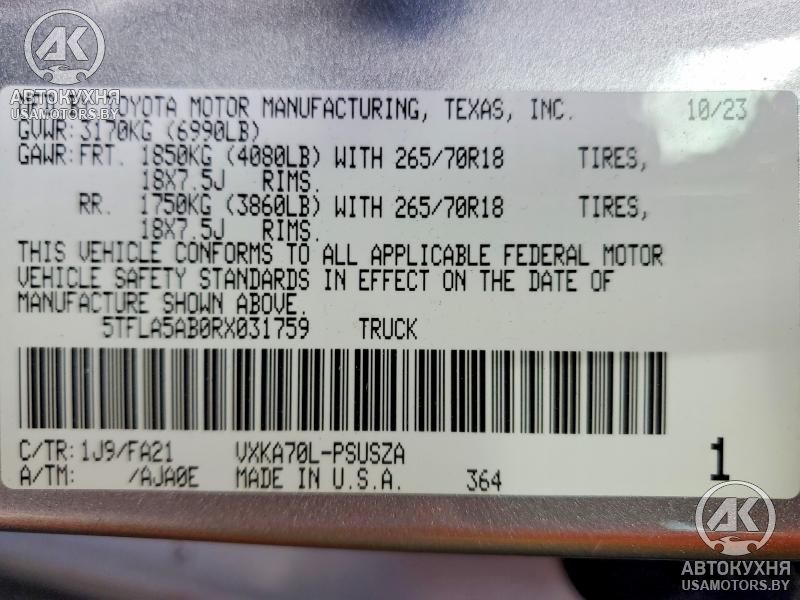 АК
АВТОКУХНЯ
USAMOTORS.BY
TOYOTA MOTOR MANUFACTURING, TEXAS, INC. 10/23
GVWR: 3170KG (6990LB)
GAWR: FRT. 1850KG (4080LB) WITH 265/70R18 TIRES,
18X7.5J RIMS.
RR. 1750KG (3860LB) WITH 265/70R18 TIRES,
18X7.5J RIMS.
THIS VEHICLE CONFORMS TO ALL APPLICABLE FEDERAL MOTOR
VEHICLE SAFETY STANDARDS IN EFFECT ON THE DATE OF
MANUFACTURE SHOWN ABOVE.
5TFLA5AB0RX031759 TRUCK
C/TR: 1J9/FA21 VXKA70L-PSUSZA
A/TM: /AJA0E MADE IN U.S.A. 364 1
АК
АВТОКУХНЯ
USAMOTORS.BY